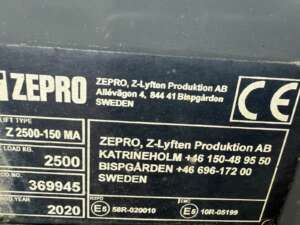 ZEPRO
ZEPRO, Z-Lyften Produktion AB
Allévägen 4, 844 41 Bispgården
SWEDEN
CE
LIFT TYPE
Z 2500-150 MA
LOAD KG.
2500
369945
YEAR
2020
ZEPRO, Z-Lyften Produktion AB
KATRINEHOLM +46 150-48 95 50
BISPGÅRDEN +46 696-172 00
SWEDEN
E5 58R-020010
E5 10R-05199